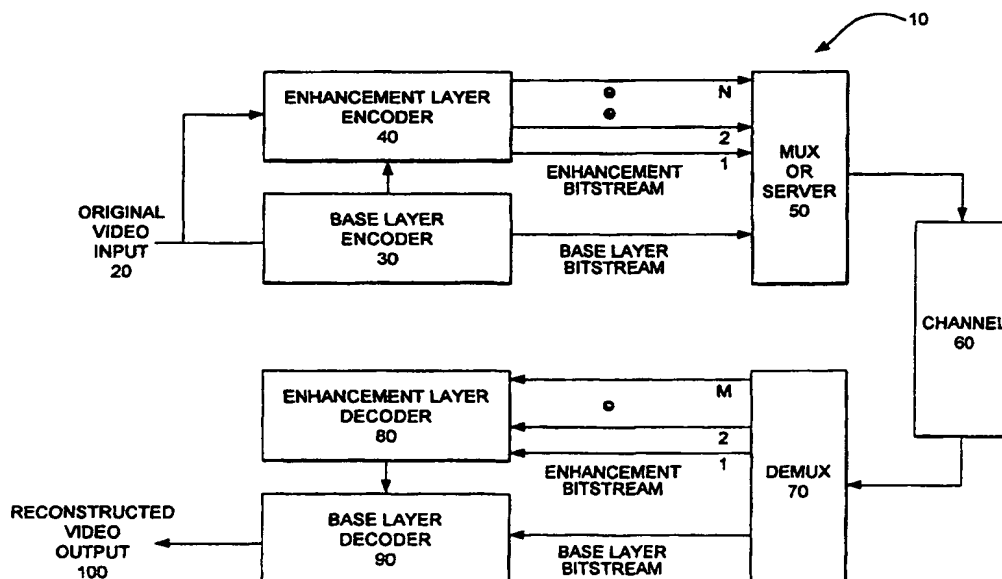 10
ENHANCEMENT LAYER
ENCODER
40
N
2
1
ENHANCEMENT
BITSTREAM
MUX
OR
SERVER
50
ORIGINAL
VIDEO
INPUT
20
BASE LAYER
ENCODER
30
BASE LAYER
BITSTREAM
CHANNEL
60
ENHANCEMENT LAYER
DECODER
80
M
2
1
ENHANCEMENT
BITSTREAM
DEMUX
70
RECONSTRUCTED
VIDEO
OUTPUT
100
BASE LAYER
DECODER
90
BASE LAYER
BITSTREAM